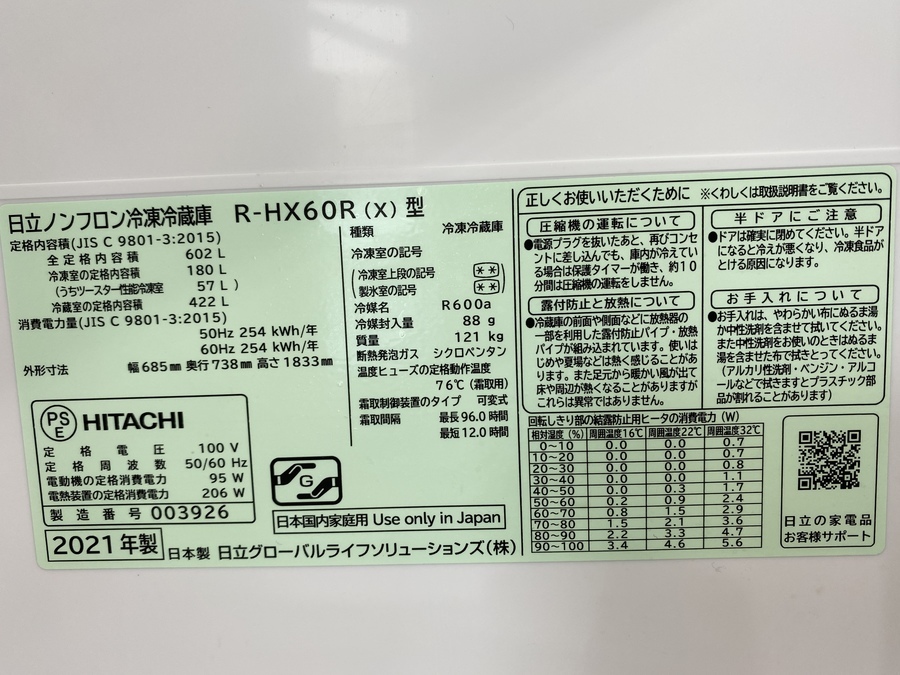 日立ノンフロン冷凍冷蔵庫 R-HX60R (X) 型
定格内容積(JIS C 9801-3:2015)
全定格内容積 602 L
冷凍室の定格内容積 180 L
(うちツースター性能冷凍室 57 L)
冷蔵室の定格内容積 422 L
消費電力量(JIS C 9801-3:2015)
50Hz 254 kWh/年
60Hz 254 kWh/年
外形寸法 幅685mm 奥行738mm 高さ1833mm
PS E HITACHI
定格電圧 100 V
定格周波数 50/60 Hz
電動機の定格消費電力 95 W
電熱装置の定格消費電力 206 W
製造番号 003926
2021年製
日本製 日立グローバルライフソリューションズ(株)
種類 冷凍冷蔵庫
冷凍室の記号
(冷凍室上段の記号) [**]
(製氷室の記号) [**]
冷媒名 R600a
冷媒封入量 88 g
質量 121 kg
断熱発泡ガス シクロペンタン
温度ヒューズの定格動作温度
76℃(霜取用)
霜取制御装置のタイプ 可変式
霜取間隔 最長96.0時間
最短12.0時間
G
日本国内家庭用 Use only in Japan
正しくお使いいただくために ※くわしくは取扱説明書をご覧ください。
圧縮機の運転について
●電源プラグを抜いたあと、再びコンセ
ントに差し込んでも、庫内が冷えてい
る場合は保護タイマーが働き、約10
分間は圧縮機の運転をしません。
露付防止と放熱について
●冷蔵庫の前面や側面などに放熱器の
一部を利用した露付防止パイプ・放熱
パイプが組み込まれています。使いは
じめや夏場などは熱く感じることがあ
ります。また足元から暖かい風が出て
床や周辺が熱くなることがありますが
これらは異常ではありません。
半ドアにご注意
●ドアは確実に閉めてください。半ドア
になると冷えが悪くなり、冷凍食品が
とける原因になります。
お手入れについて
●お手入れは、やわらかい布にぬるま湯
か中性洗剤を含ませて拭いてください。
また中性洗剤をお使いのときはぬるま
湯を含ませた布で拭きとってください。
(アルカリ性洗剤・ベンジン・アルコ
ールなどで拭きますとプラスチック部
品が割れることがあります)
回転しきり部の結露防止用ヒータの消費電力(W)
相対湿度(%) 周囲温度16℃ 周囲温度22℃ 周囲温度32℃
0~10 0.0 0.0 0.7
10~20 0.0 0.0 0.7
20~30 0.0 0.0 0.8
30~40 0.0 0.0 1.1
40~50 0.0 0.3 1.7
50~60 0.2 0.9 2.4
60~70 0.8 1.5 2.9
70~80 1.5 2.1 3.6
80~90 2.2 3.3 4.7
90~100 3.4 4.6 5.6
日立の家電品
お客様サポート